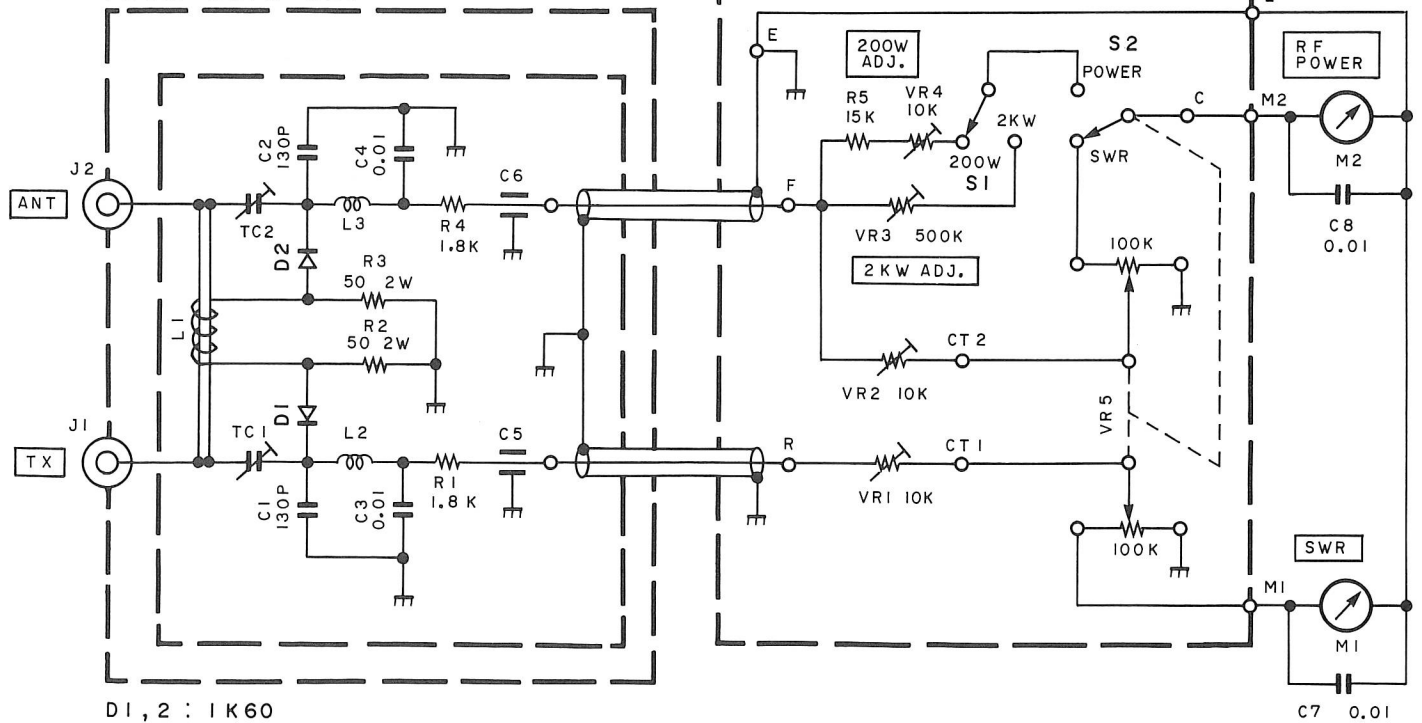 J2
ANT
C2
130P
C4
0.01
TC2
L3
R4
1.8K
C6
D2
R3
50 2W
R2
50 2W
L1
D1
J1
TX
TC1
L2
R1
1.8K
C5
C1
130P
C3
0.01
D1,2 : 1K60
E
200W
ADJ.
R5
15K
VR4
10K
S2
POWER
2KW
200W
S1
SWR
C
M2
F
VR3 500K
2KW ADJ.
100K
VR2 10K
CT2
VR5
R
VR1 10K
CT1
100K
M1
RF
POWER
M2
C8
0.01
SWR
M1
C7 0.01